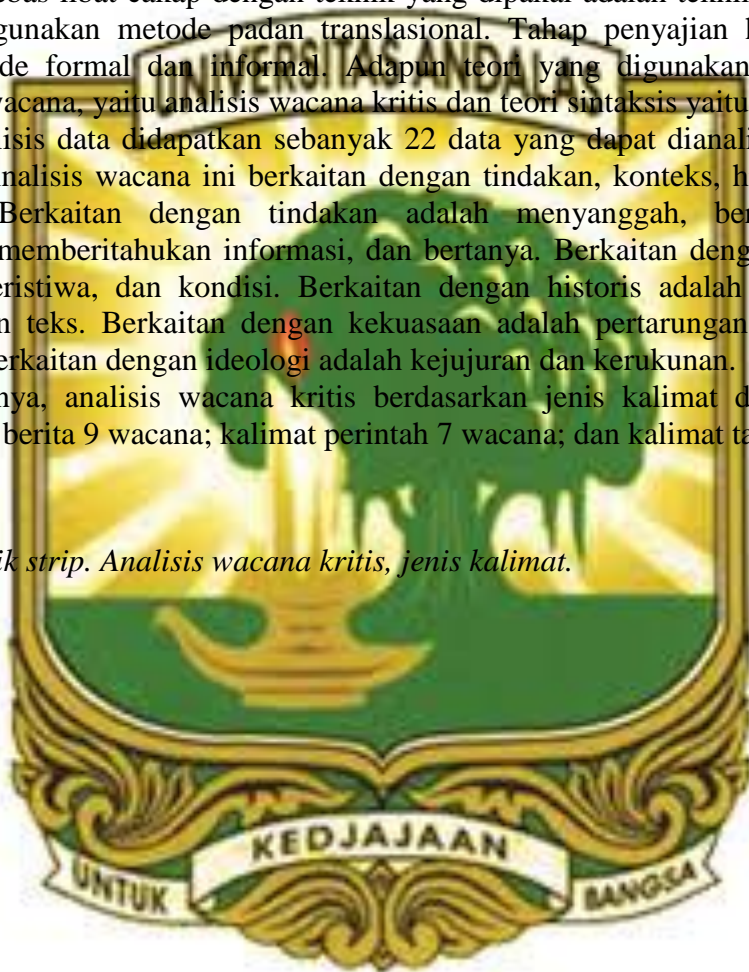 ebas libat cakap dengan teknik yang dipakai adalah teknik
gunakan metode padan translasional. Tahap penyajian
de formal dan informal. Adapun teori yang digunakan
UNIVERSITAS ANDALAS
wacana, yaitu analisis wacana kritis dan teori sintaksis yaitu
lisis data didapatkan sebanyak 22 data yang dapat dianali
nalisis wacana ini berkaitan dengan tindakan, konteks, h
Berkaitan dengan tindakan adalah menyanggah, ber
memberitahukan informasi, dan bertanya. Berkaitan deng
eristiwa, dan kondisi. Berkaitan dengan historis adalah
n teks. Berkaitan dengan kekuasaan adalah pertarungan
erkaitan dengan ideologi adalah kejujuran dan kerukunan.
nya, analisis wacana kritis berdasarkan jenis kalimat d
berita 9 wacana; kalimat perintah 7 wacana; dan kalimat ta
ik strip. Analisis wacana kritis, jenis kalimat.
UNTUK KEDJAJAAN BANGSA